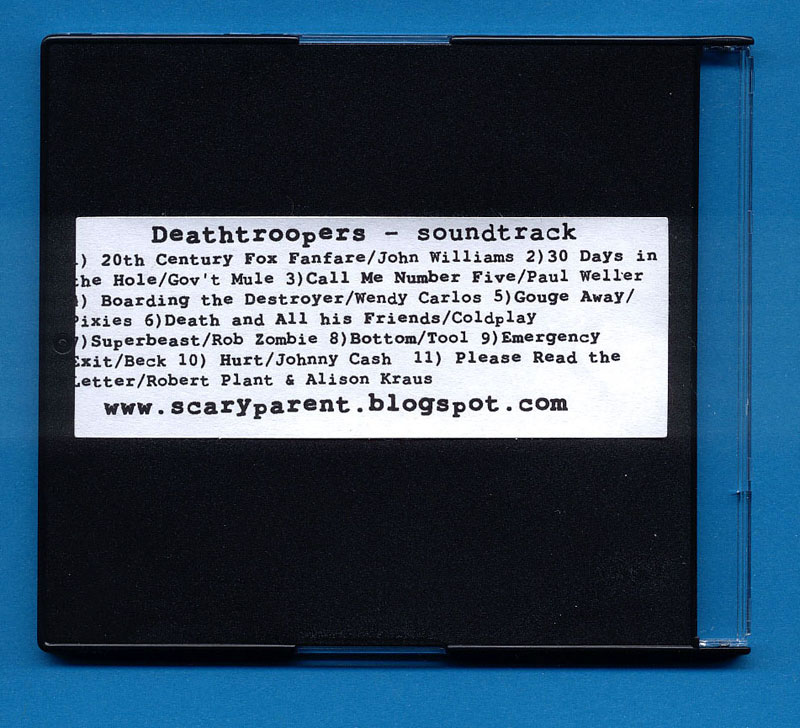 Deathtroopers - soundtrack
) 20th Century Fox Fanfare/John Williams 2)30 Days in
the Hole/Gov't Mule 3)Call Me Number Five/Paul Weller
) Boarding the Destroyer/Wendy Carlos 5)Gouge Away/
Pixies 6)Death and All his Friends/Coldplay
7)Superbeast/Rob Zombie 8)Bottom/Tool 9)Emergency
Exit/Beck 10) Hurt/Johnny Cash 11) Please Read the
Letter/Robert Plant & Alison Kraus
www.scaryparent.blogspot.com